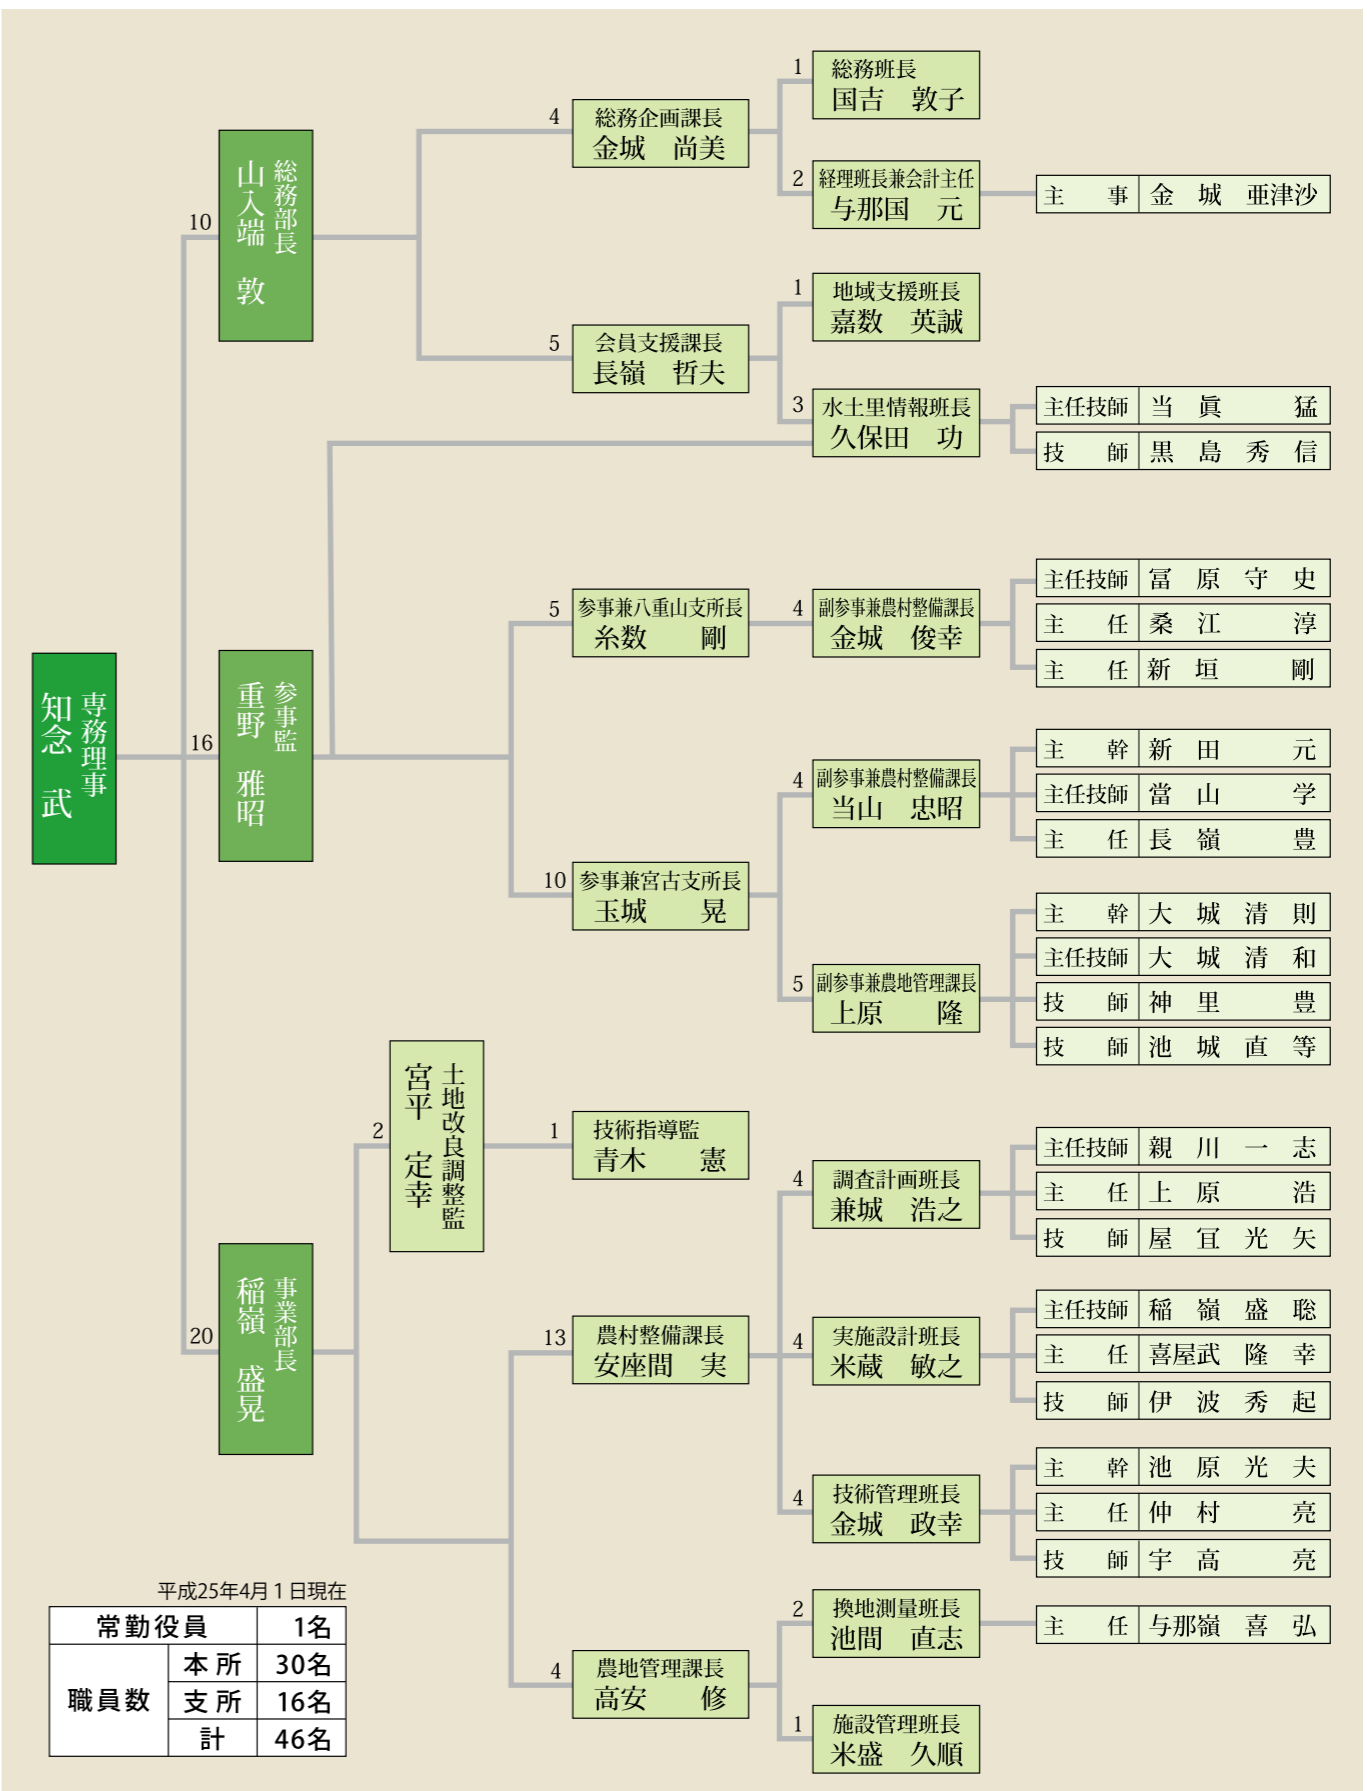 専務理事
知念　武
10
総務部長
山入端　敦
4
総務企画課長
金城　尚美
1
総務班長
国吉　敦子
2
経理班長兼会計主任
与那国　元
主　事　金　城　亜津沙
5
会員支援課長
長嶺　哲夫
1
地域支援班長
嘉数　英誠
3
水土里情報班長
久保田　功
主任技師　当　眞　猛
技　師　黒　島　秀　信
16
参事監
重野　雅昭
5
参事兼八重山支所長
糸数　剛
4
副参事兼農村整備課長
金城　俊幸
主任技師　冨　原　守　史
主　任　桑　江　淳
主　任　新　垣　剛
10
参事兼宮古支所長
玉城　晃
4
副参事兼農村整備課長
当山　忠昭
主　幹　新　田　元
主任技師　當　山　学
主　任　長　嶺　豊
5
副参事兼農地管理課長
上原　隆
主　幹　大　城　清　則
主任技師　大　城　清　和
技　師　神　里　豊
技　師　池　城　直　等
20
事業部長
稲嶺　盛晃
2
土地改良調整監
宮平　定幸
1
技術指導監
青木　憲
13
農村整備課長
安座間　実
4
調査計画班長
兼城　浩之
主任技師　親　川　一　志
主　任　上　原　浩
技　師　屋　冝　光　矢
4
実施設計班長
米蔵　敏之
主任技師　稲　嶺　盛　聡
主　任　喜屋武　隆　幸
技　師　伊　波　秀　起
4
技術管理班長
金城　政幸
主　幹　池　原　光　夫
主　任　仲　村　亮
技　師　宇　高　亮
4
農地管理課長
高安　修
2
換地測量班長
池間　直志
主　任　与那嶺　喜　弘
1
施設管理班長
米盛　久順
平成25年4月1日現在
常勤役員　1名
職員数　本所　30名
支所　16名
計　46名